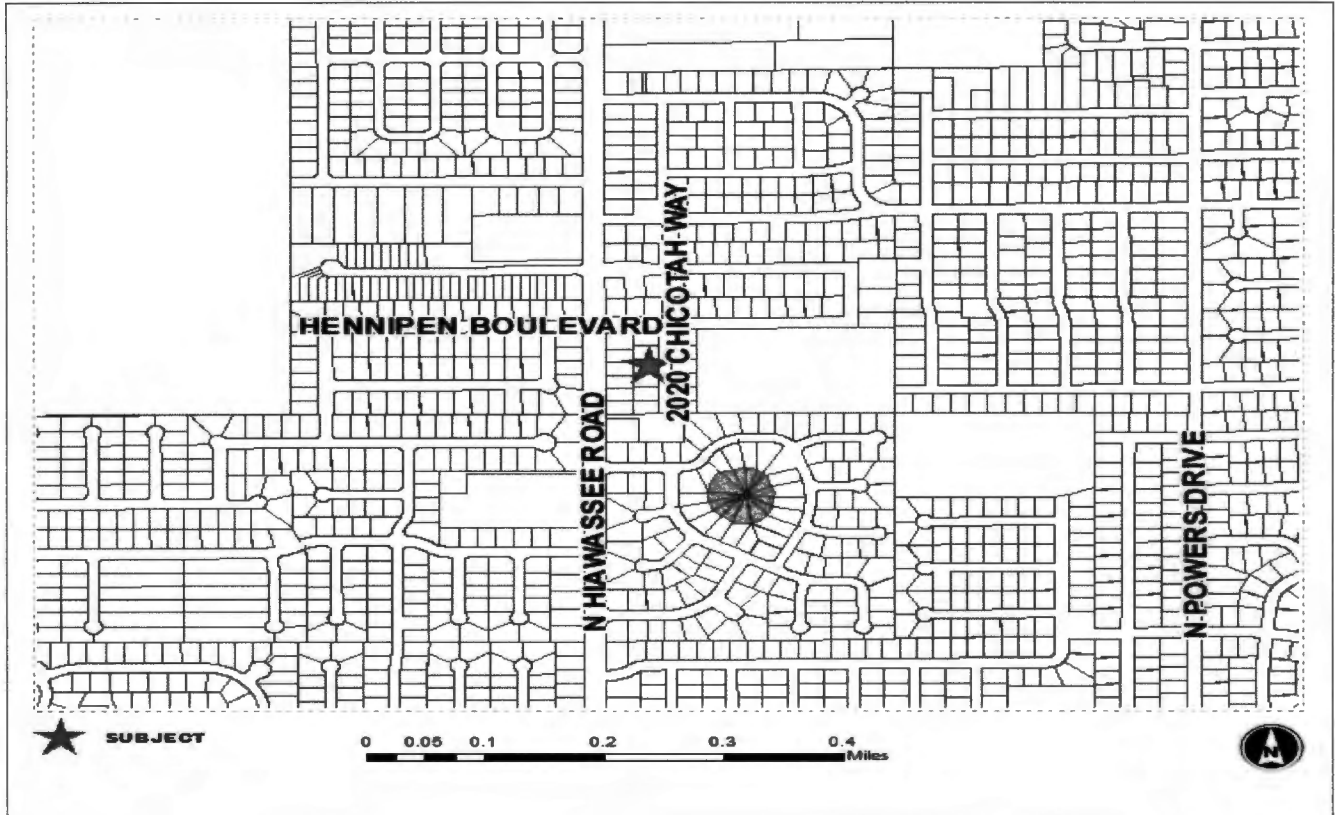 2020 CHICOTAH WAY
HENNIPEN BOULEVARD
N HIAWASSEE ROAD
N POWERS DRIVE
SUBJECT
0 0.05 0.1 0.2 0.3 0.4
Miles
N